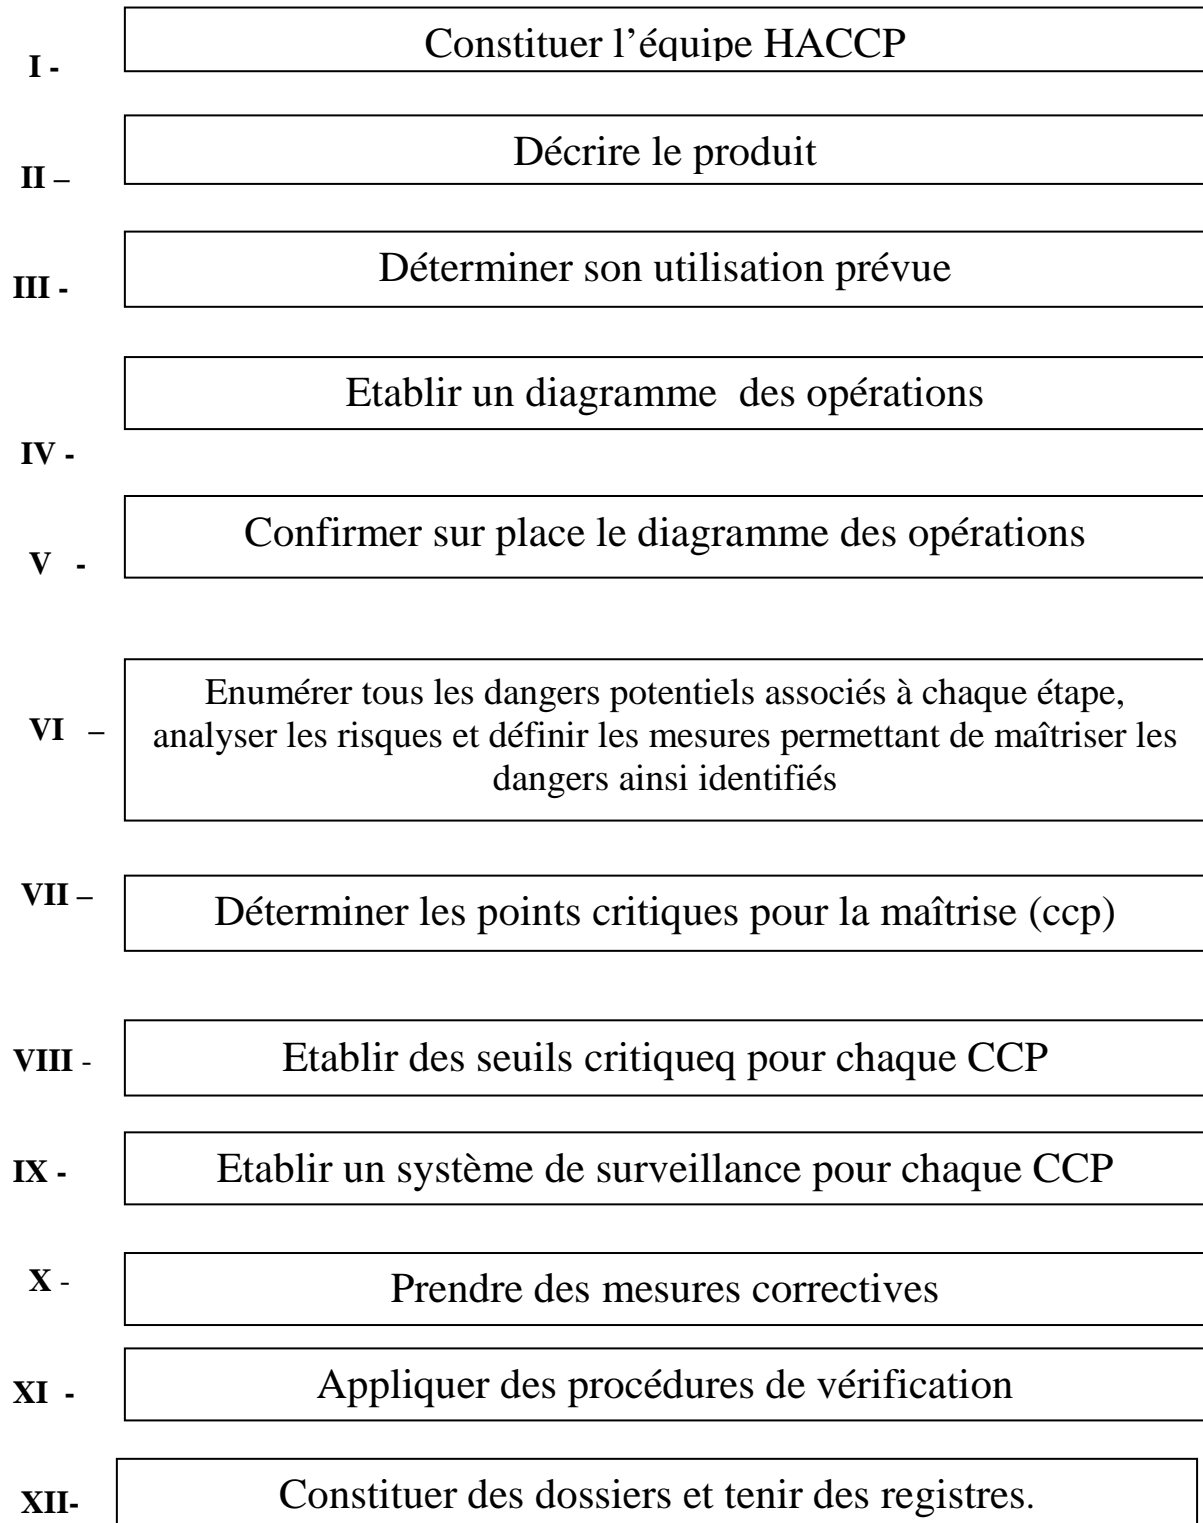 I - Constituer l’équipe HACCP
II – Décrire le produit
III - Déterminer son utilisation prévue
Etablir un diagramme  des opérations
IV -
V - Confirmer sur place le diagramme des opérations
Enumérer tous les dangers potentiels associés à chaque étape,
VI – analyser les risques et définir les mesures permettant de maîtriser les
dangers ainsi identifiés
VII – Déterminer les points critiques pour la maîtrise (ccp)
VIII - Etablir des seuils critiqueq pour chaque CCP
IX - Etablir un système de surveillance pour chaque CCP
X - Prendre des mesures correctives
XI - Appliquer des procédures de vérification
XII- Constituer des dossiers et tenir des registres.